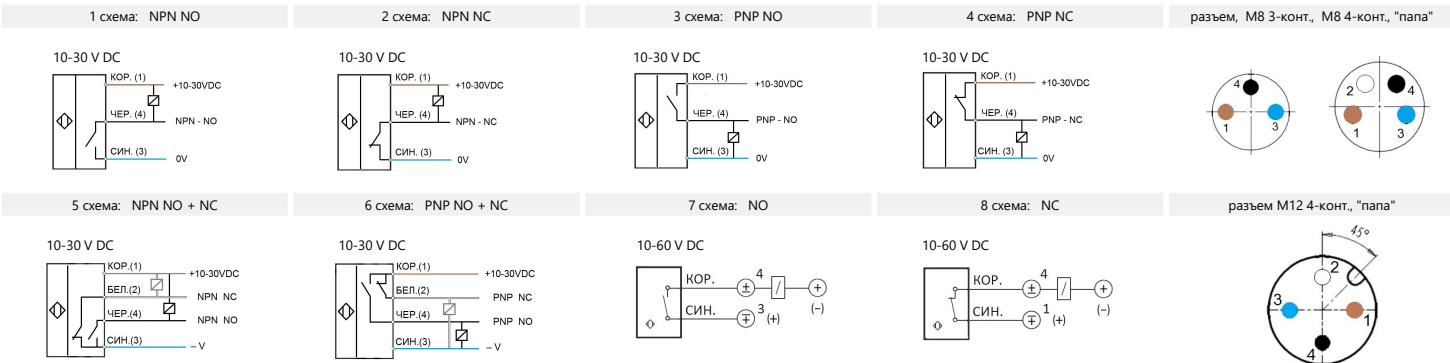 1 схема: NPN NO
2 схема: NPN NC
3 схема: PNP NO
4 схема: PNP NC
разъем, М8 3-конт., М8 4-конт., "папа"
10-30 V DC
КОР. (1)
+10-30VDC
ЧЕР. (4)
NPN - NO
СИН. (3)
0V
10-30 V DC
КОР. (1)
+10-30VDC
ЧЕР. (4)
NPN - NC
СИН. (3)
0V
10-30 V DC
КОР. (1)
+10-30VDC
ЧЕР. (4)
PNP - NO
СИН. (3)
0V
10-30 V DC
КОР. (1)
+10-30VDC
ЧЕР. (4)
PNP - NC
СИН. (3)
0V
4
1
3
2
4
1
3
5 схема: NPN NO + NC
6 схема: PNP NO + NC
7 схема: NO
8 схема: NC
разъем М12 4-конт., "папа"
10-30 V DC
КОР.(1)
+10-30VDC
БЕЛ.(2)
NPN NC
ЧЕР.(4)
NPN NO
СИН.(3)
– V
10-30 V DC
КОР.(1)
+10-30VDC
БЕЛ.(2)
PNP NC
ЧЕР.(4)
PNP NO
СИН.(3)
– V
10-60 V DC
КОР.
±
4
+
(–)
СИН.
∓
3
(+)
10-60 V DC
КОР.
±
4
+
(–)
СИН.
∓
1
(+)
45°
2
3
1
4